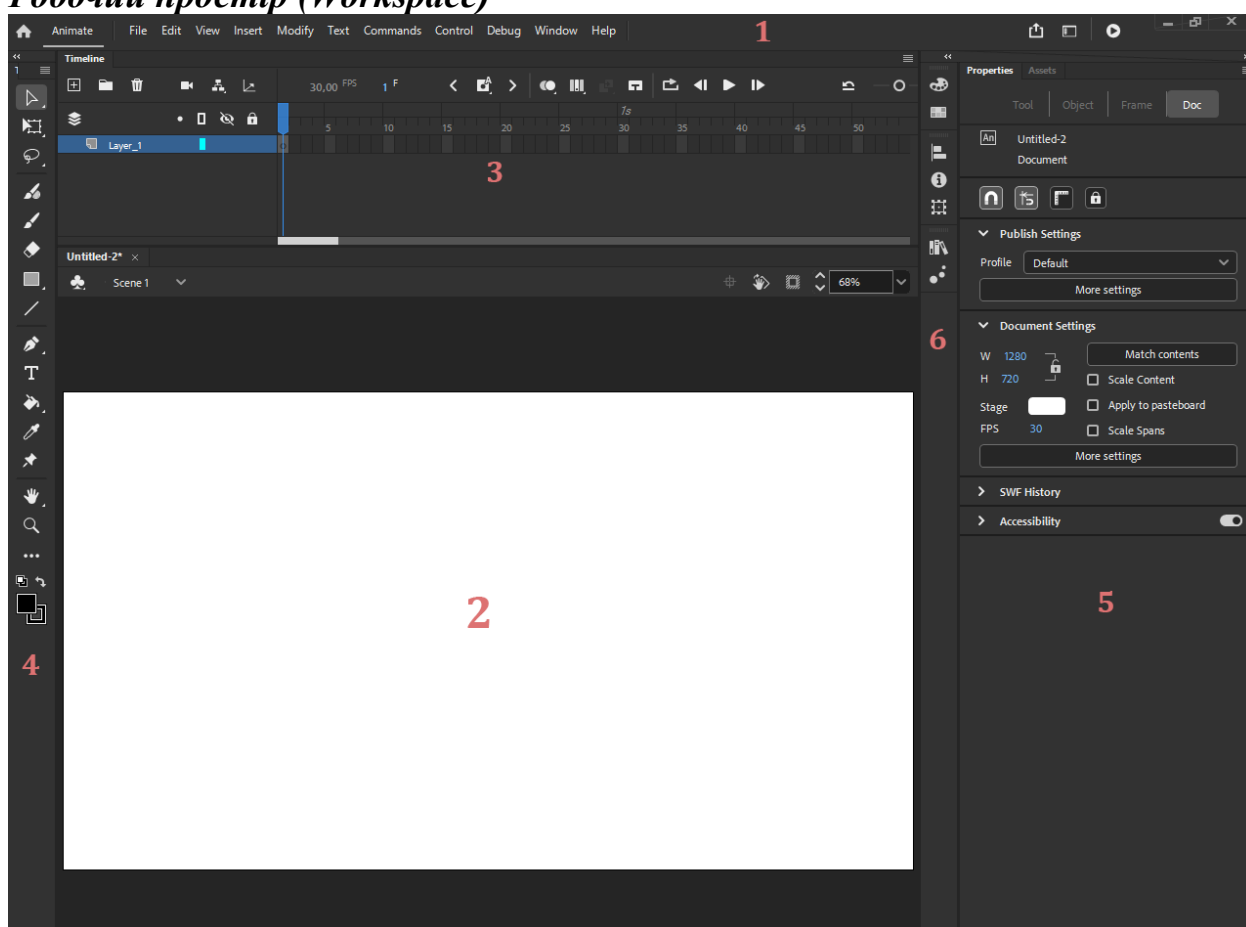 Робочий простір (Workspace)
Animate File Edit View Insert Modify Text Commands Control Debug Window Help 1
Timeline
30,00 FPS 1 F
1s
5 10 15 20 25 30 35 40 45 50
Layer_1
3
Untitled-2* ×
Scene 1
68%
2
4
6
Properties Assets
Tool Object Frame Doc
An Untitled-2
Document
Publish Settings
Profile Default
More settings
Document Settings
W 1280 Match contents
H 720 Scale Content
Stage Apply to pasteboard
FPS 30 Scale Spans
More settings
SWF History
Accessibility
5